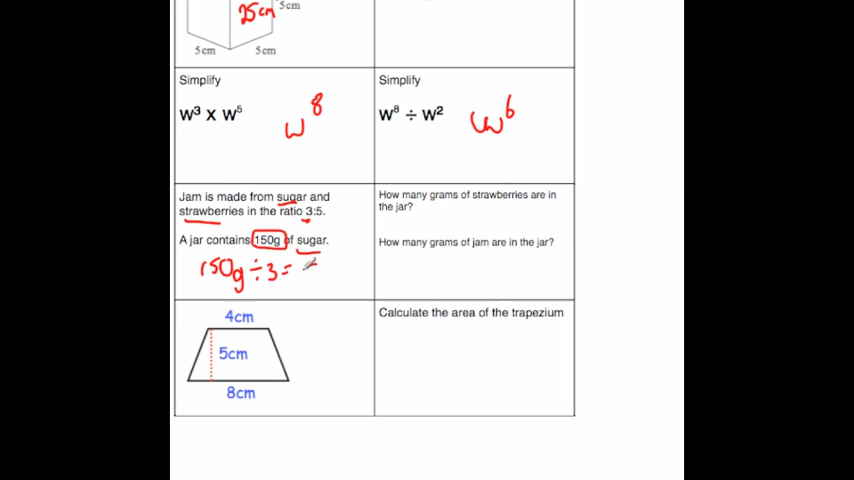 25cm
5cm
5cm
5cm
Simplify
W³ x W⁵
w⁸
Simplify
W⁸ ÷ W²
w⁶
Jam is made from sugar and
strawberries in the ratio 3:5.
A jar contains 150g of sugar.
150g ÷ 3 =
How many grams of strawberries are in
the jar?
How many grams of jam are in the jar?
4cm
5cm
8cm
Calculate the area of the trapezium